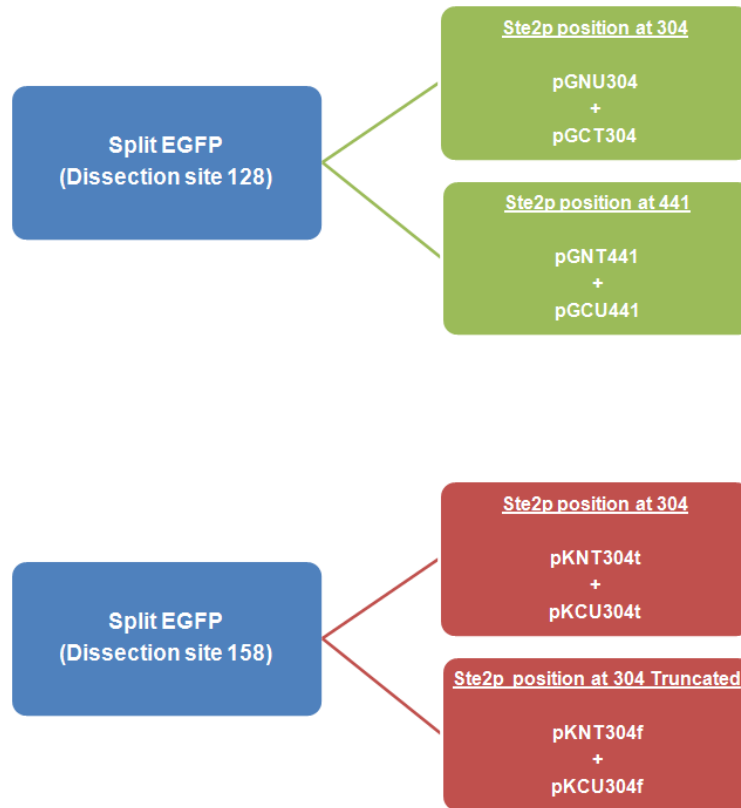 Split EGFP
(Dissection site 128)
Ste2p position at 304
pGNU304
+
pGCT304
Ste2p position at 441
pGNT441
+
pGCU441
Split EGFP
(Dissection site 158)
Ste2p position at 304
pKNT304t
+
pKCU304t
Ste2p position at 304 Truncated
pKNT304f
+
pKCU304f